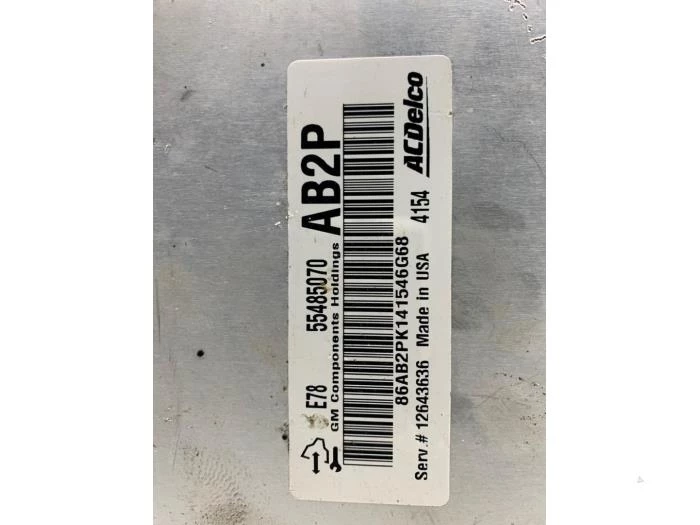 E78 55485070
GM Components Holdings
AB2P
86AB2PK141546G68
Serv.# 12643636 Made in USA 4154
ACDelco